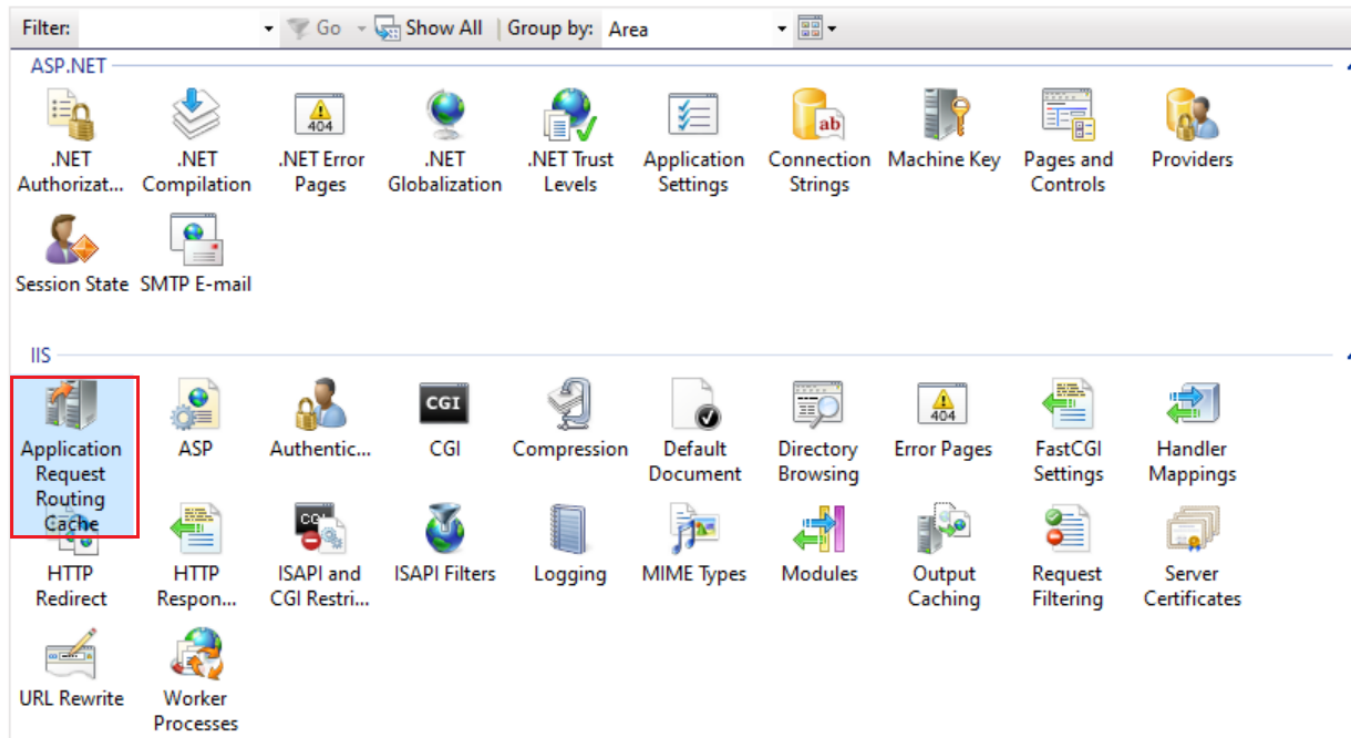 Filter: Go Show All Group by: Area
ASP.NET
.NET Authorizat...
.NET Compilation
.NET Error Pages
.NET Globalization
.NET Trust Levels
Application Settings
Connection Strings
Machine Key
Pages and Controls
Providers
Session State
SMTP E-mail
IIS
Application Request Routing Cache
ASP
Authentic...
CGI
Compression
Default Document
Directory Browsing
Error Pages
FastCGI Settings
Handler Mappings
HTTP Redirect
HTTP Respon...
ISAPI and CGI Restri...
ISAPI Filters
Logging
MIME Types
Modules
Output Caching
Request Filtering
Server Certificates
URL Rewrite
Worker Processes
404
ab
CGI
404